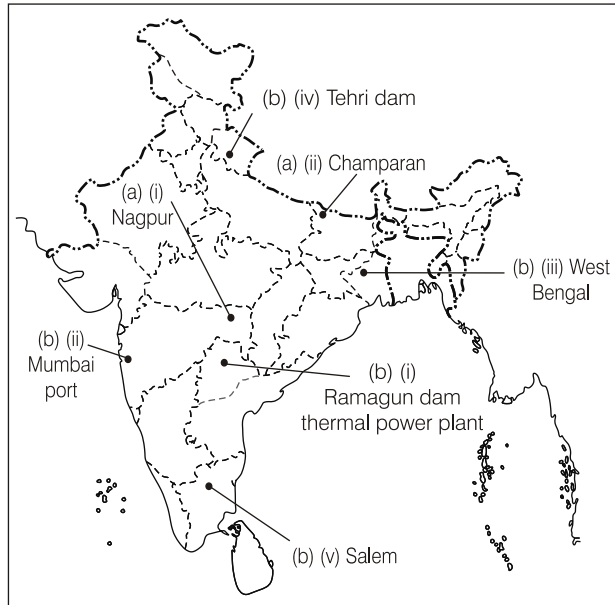 (b) (iv) Tehri dam
(a) (ii) Champaran
(a) (i)
Nagpur
(b) (iii) West
Bengal
(b) (ii)
Mumbai
port
(b) (i)
Ramagun dam
thermal power plant
(b) (v) Salem